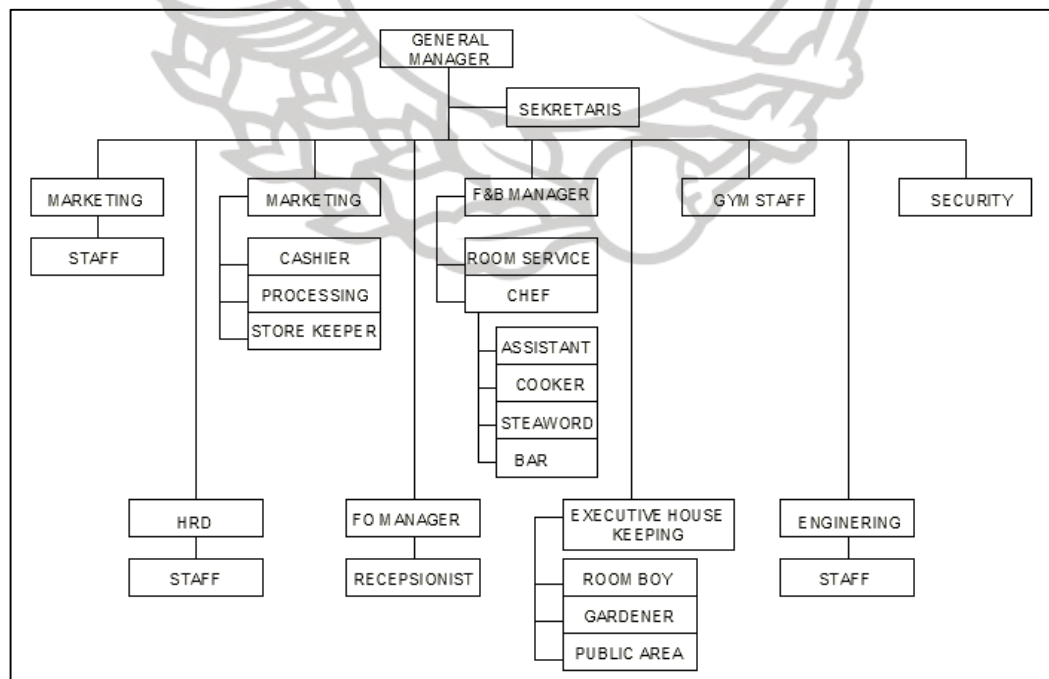 GENERAL
MANAGER
SEKRETARIS
MARKETING
MARKETING
F&B MANAGER
GYM STAFF
SECURITY
STAFF
CASHIER
ROOM SERVICE
PROCESSING
CHEF
STORE KEEPER
ASSISTANT
COOKER
STEAWORD
BAR
HRD
FO MANAGER
EXECUTIVE HOUSE
KEEPING
ENGINERING
STAFF
RECEPSIONIST
ROOM BOY
STAFF
GARDENER
PUBLIC AREA